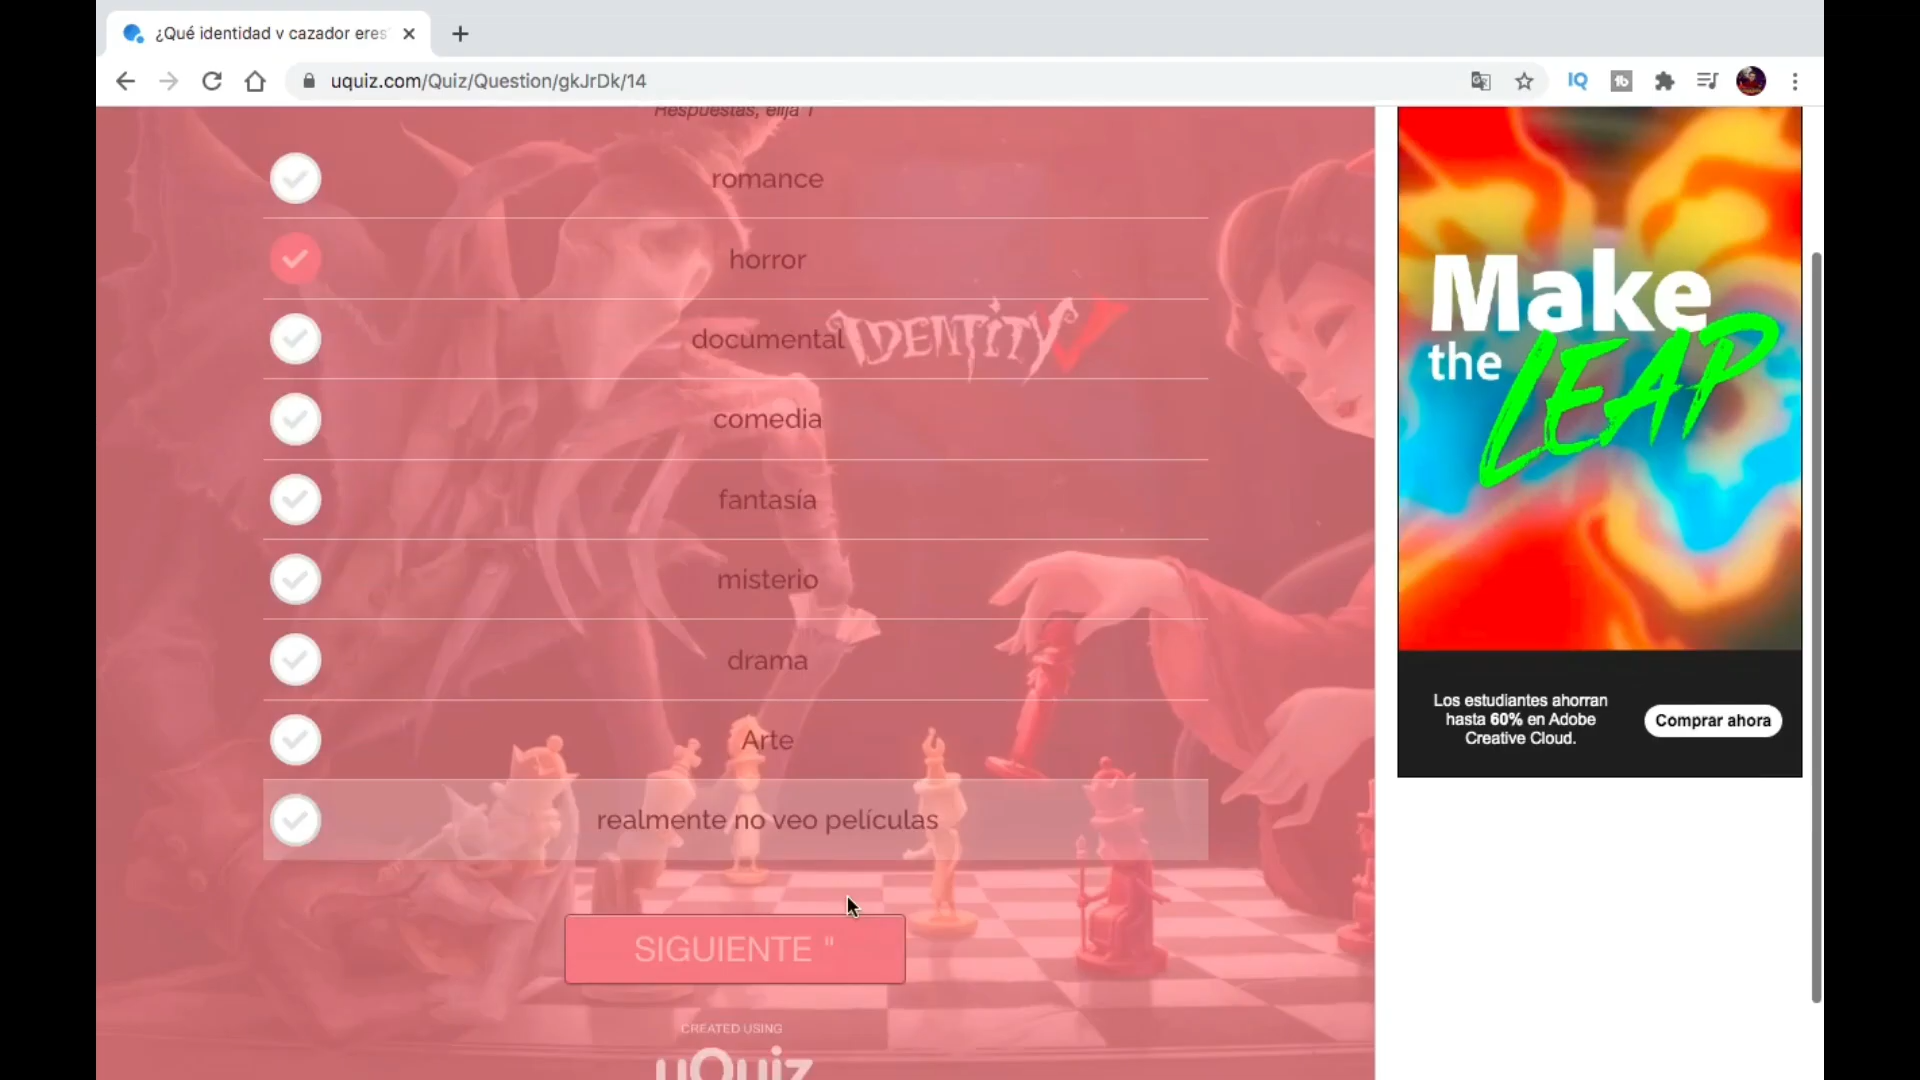 ¿Qué identidad v cazador eres
uquiz.com/Quiz/Question/gkJrDk/14
IQ
tb
Respuestas, elija 1
romance
horror
documental
IDENTITY V
comedia
fantasía
misterio
drama
Arte
realmente no veo películas
SIGUIENTE "
CREATED USING
uQuiz
Make
the LEAP
Los estudiantes ahorran
hasta 60% en Adobe
Creative Cloud.
Comprar ahora